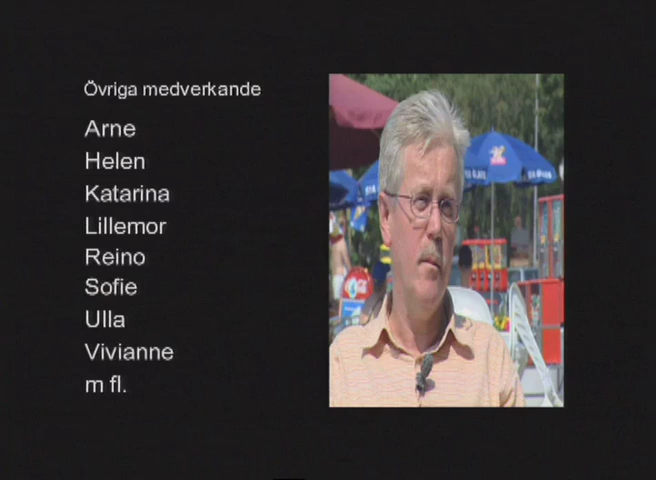 Övriga medverkande
Arne
Helen
Katarina
Lillemor
Reino
Sofie
Ulla
Vivianne
m fl.